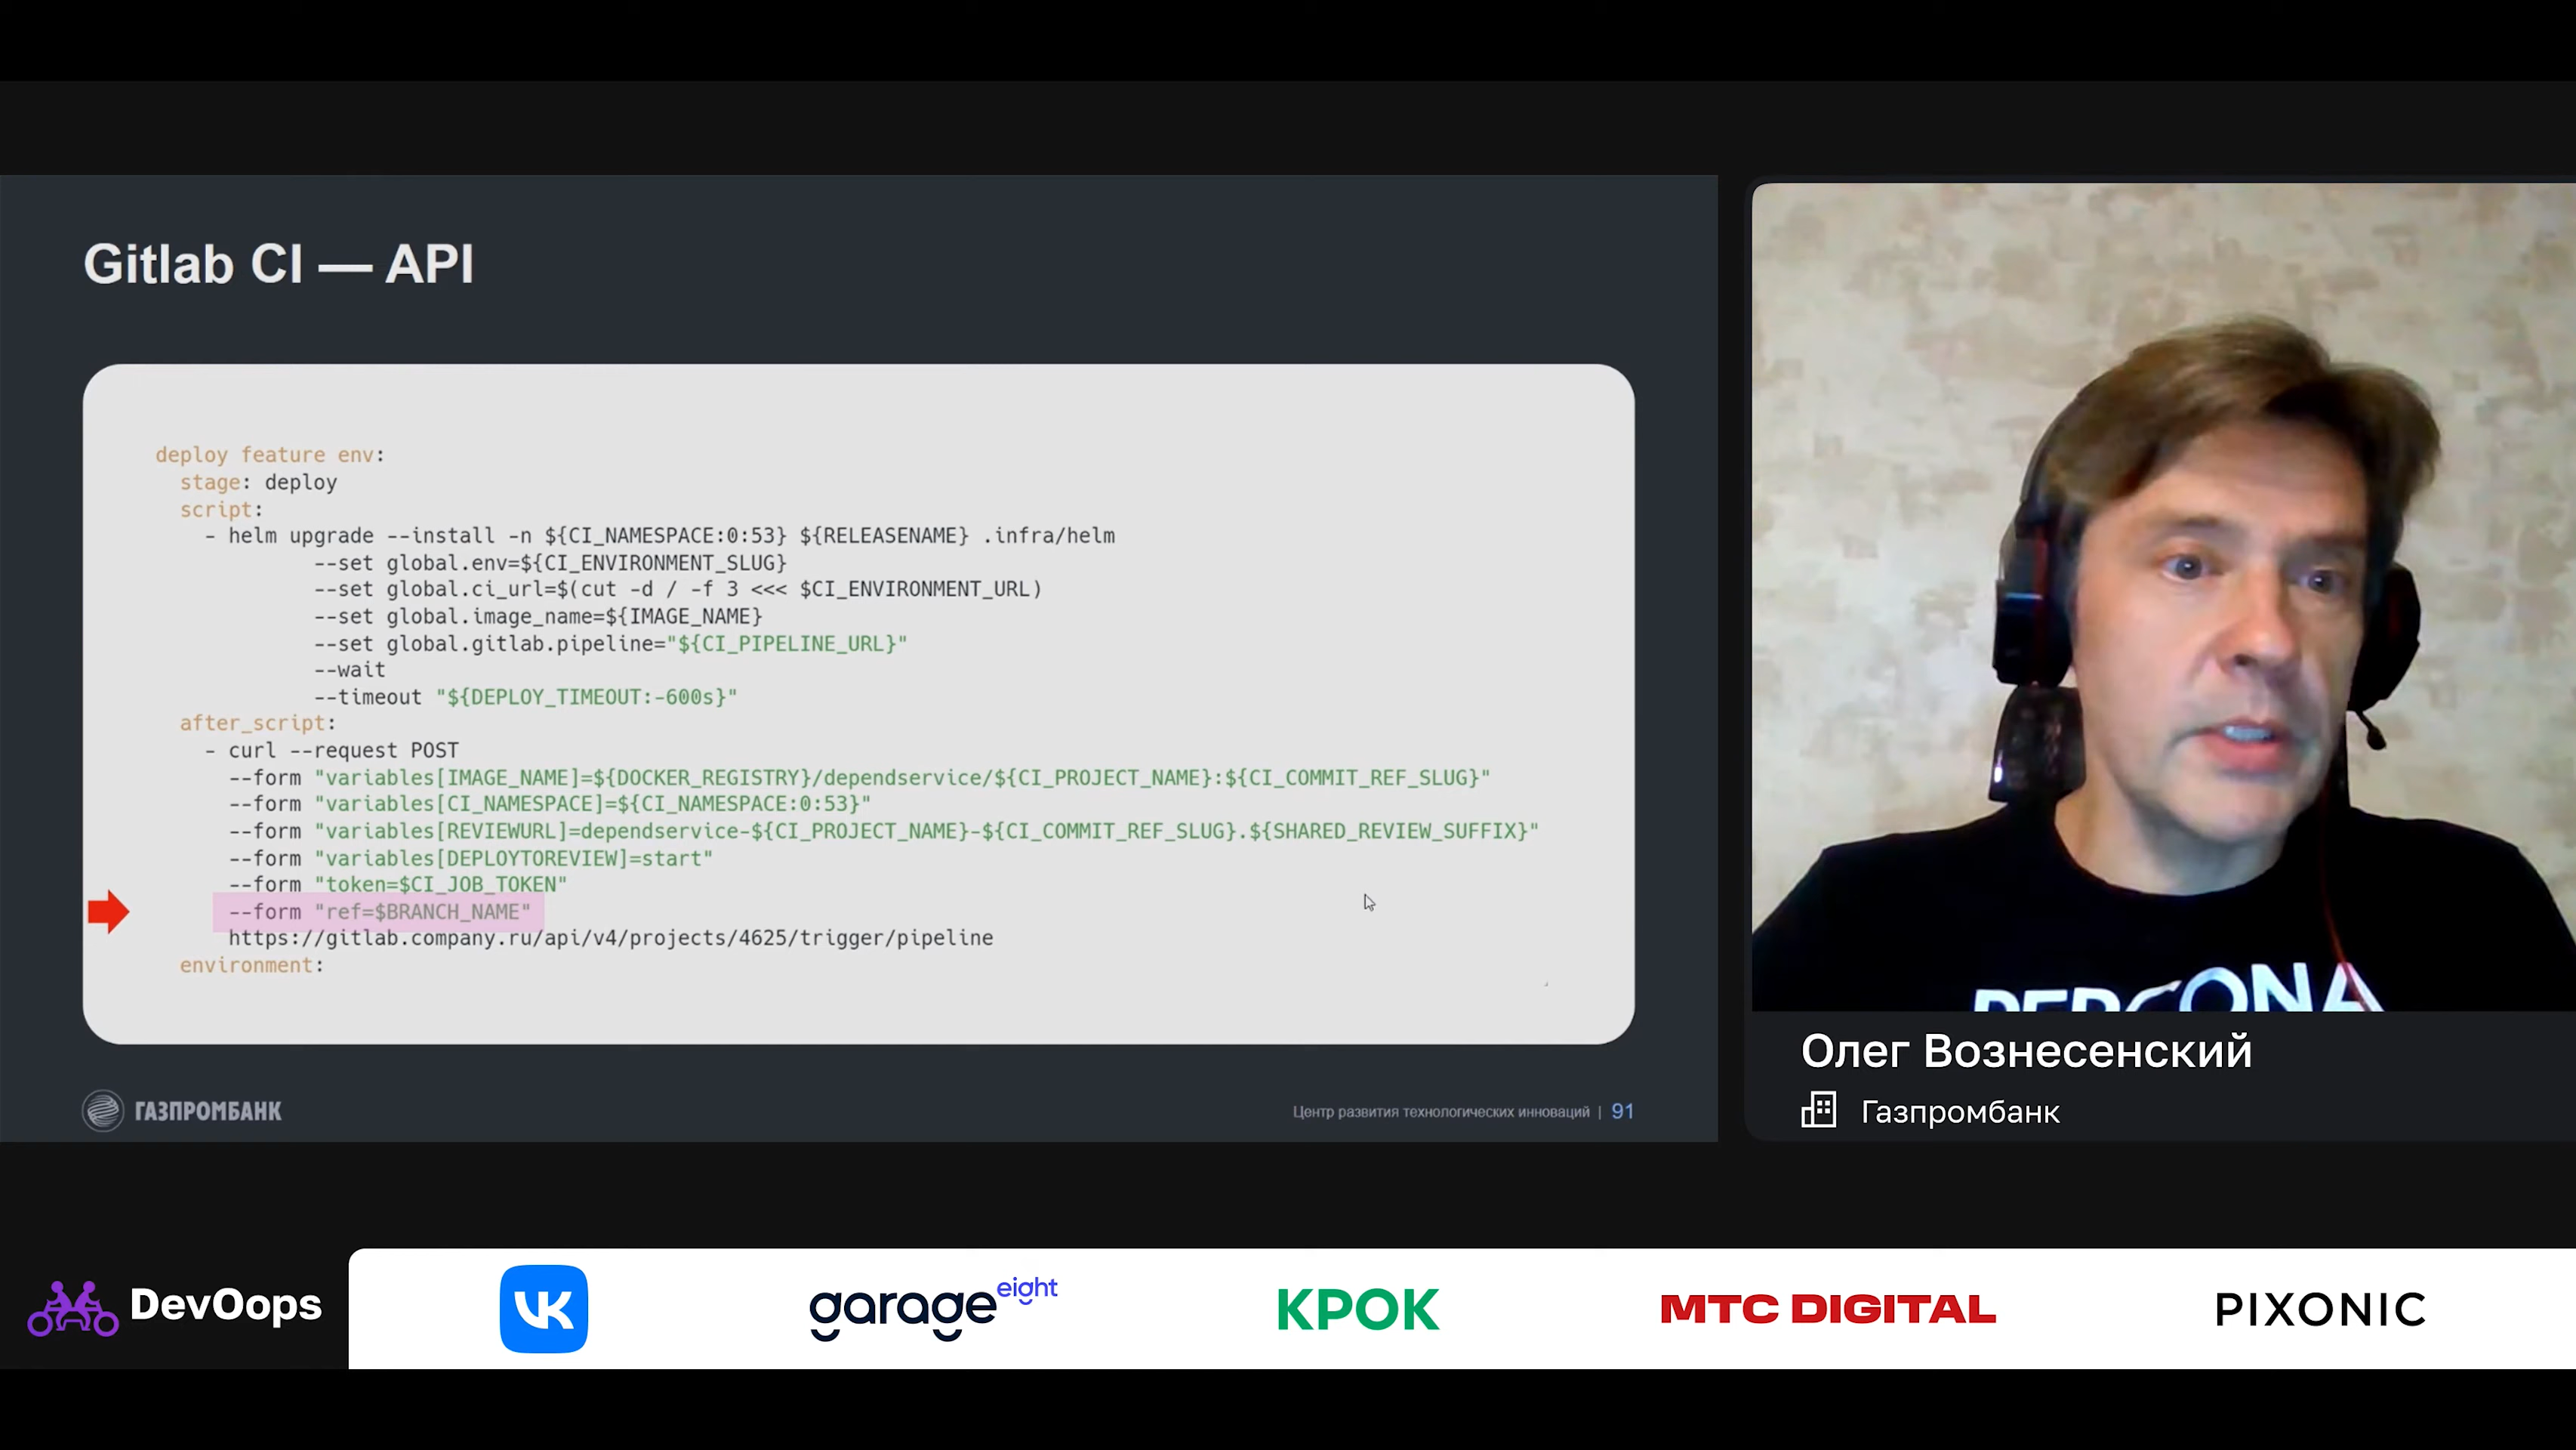 Gitlab CI — API
deploy feature env:
stage: deploy
script:
- helm upgrade --install -n ${CI_NAMESPACE:0:53} ${RELEASENAME} .infra/helm
--set global.env=${CI_ENVIRONMENT_SLUG}
--set global.ci_url=$(cut -d / -f 3 <<< $CI_ENVIRONMENT_URL)
--set global.image_name=${IMAGE_NAME}
--set global.gitlab.pipeline="${CI_PIPELINE_URL}"
--wait
--timeout "${DEPLOY_TIMEOUT:-600s}"
after_script:
- curl --request POST
--form "variables[IMAGE_NAME]=${DOCKER_REGISTRY}/dependservice/${CI_PROJECT_NAME}:${CI_COMMIT_REF_SLUG}"
--form "variables[CI_NAMESPACE]=${CI_NAMESPACE:0:53}"
--form "variables[REVIEWURL]=dependservice-${CI_PROJECT_NAME}-${CI_COMMIT_REF_SLUG}.${SHARED_REVIEW_SUFFIX}"
--form "variables[DEPLOYTOREVIEW]=start"
--form "token=$CI_JOB_TOKEN"
--form "ref=$BRANCH_NAME"
https://gitlab.company.ru/api/v4/projects/4625/trigger/pipeline
environment:
ГАЗПРОМБАНК
Центр развития технологических инноваций | 91
PERCONA
Олег Вознесенский
Газпромбанк
DevOops
VK
garage eight
КРОК
МТС DIGITAL
PIXONIC